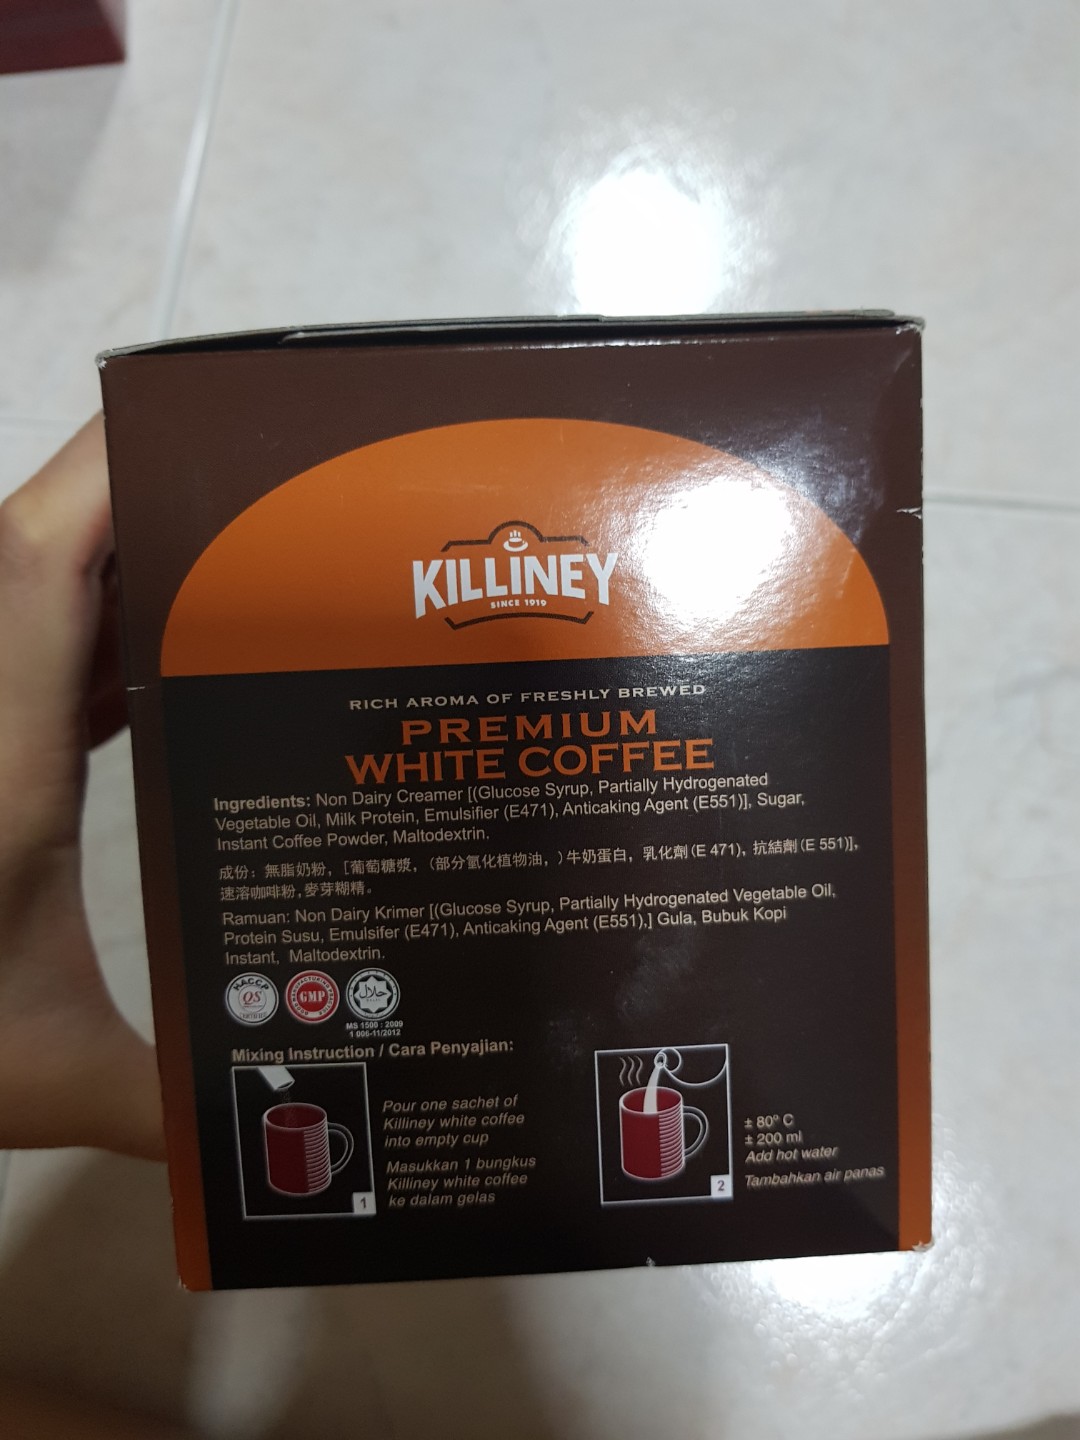 KILLINEY
SINCE 1919
RICH AROMA OF FRESHLY BREWED
PREMIUM
WHITE COFFEE
Ingredients: Non Dairy Creamer [(Glucose Syrup, Partially Hydrogenated
Vegetable Oil, Milk Protein, Emulsifier (E471), Anticaking Agent (E551)], Sugar,
Instant Coffee Powder, Maltodextrin.
成份：無脂奶粉，[葡萄糖漿，（部分氫化植物油，）牛奶蛋白，乳化劑(E 471)，抗結劑(E 551)]，
速溶咖啡粉,麥芽糊精。
Ramuan: Non Dairy Krimer [(Glucose Syrup, Partially Hydrogenated Vegetable Oil,
Protein Susu, Emulsifer (E471), Anticaking Agent (E551),] Gula, Bubuk Kopi
Instant, Maltodextrin.
HACCP
QS
CERTIFIED
GMP
حلال
MS 1500 : 2009
1 006-11/2012
Mixing Instruction / Cara Penyajian:
Pour one sachet of
Killiney white coffee
into empty cup
Masukkan 1 bungkus
Killiney white coffee
ke dalam gelas
1
± 80° C
± 200 ml
Add hot water
Tambahkan air panas
2